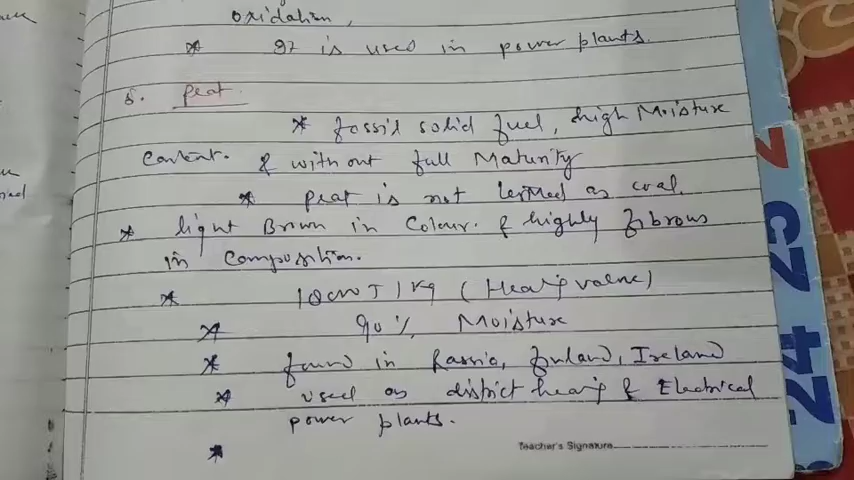 oxidation,
* It is used in power plants.
5. Peat.
* fossil solid fuel, high Moisture
Content. & without full Maturity
* peat is not termed as coal.
* light Brown in Colour. & highly fibrous
in Composition.
* J/kg (Heating value)
* 90% Moisture
* found in Russia, Finland, Ireland
* used as district heating & Electrical
power plants.
*
Teacher's Signature